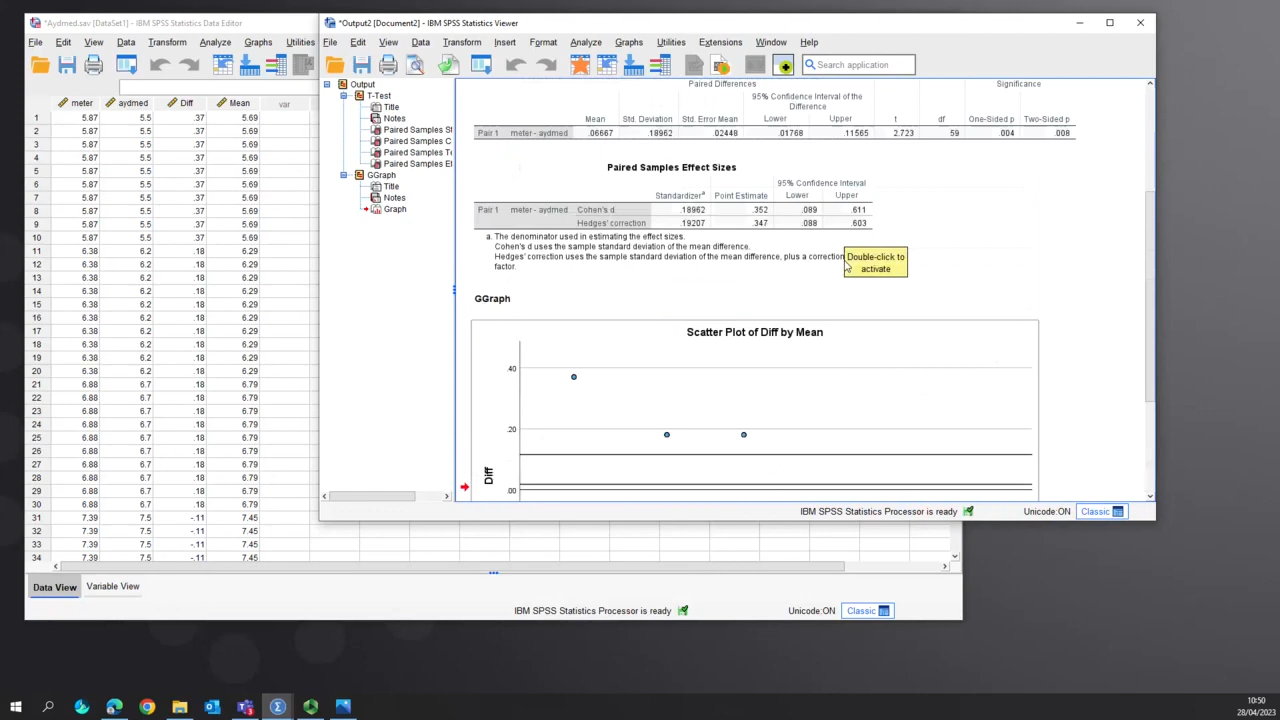 *Aydmed.sav [DataSet1] - IBM SPSS Statistics Data Editor
File Edit View Data Transform Analyze Graphs Utilities
meter aydmed Diff Mean var
1 5.87 5.5 .37 5.69
2 5.87 5.5 .37 5.69
3 5.87 5.5 .37 5.69
4 5.87 5.5 .37 5.69
5 5.87 5.5 .37 5.69
6 5.87 5.5 .37 5.69
7 5.87 5.5 .37 5.69
8 5.87 5.5 .37 5.69
9 5.87 5.5 .37 5.69
10 5.87 5.5 .37 5.69
11 6.38 6.2 .18 6.29
12 6.38 6.2 .18 6.29
13 6.38 6.2 .18 6.29
14 6.38 6.2 .18 6.29
15 6.38 6.2 .18 6.29
16 6.38 6.2 .18 6.29
17 6.38 6.2 .18 6.29
18 6.38 6.2 .18 6.29
19 6.38 6.2 .18 6.29
20 6.38 6.2 .18 6.29
21 6.88 6.7 .18 6.79
22 6.88 6.7 .18 6.79
23 6.88 6.7 .18 6.79
24 6.88 6.7 .18 6.79
25 6.88 6.7 .18 6.79
26 6.88 6.7 .18 6.79
27 6.88 6.7 .18 6.79
28 6.88 6.7 .18 6.79
29 6.88 6.7 .18 6.79
30 6.88 6.7 .18 6.79
31 7.39 7.5 -.11 7.45
32 7.39 7.5 -.11 7.45
33 7.39 7.5 -.11 7.45
34 7.39 7.5 -.11 7.45
Data View Variable View
IBM SPSS Statistics Processor is ready Unicode:ON Classic
*Output2 [Document2] - IBM SPSS Statistics Viewer
File Edit View Data Transform Insert Format Analyze Graphs Utilities Extensions Window Help
Search application
Output
T-Test
Title
Notes
Paired Samples St
Paired Samples C
Paired Samples Te
Paired Samples Ef
GGraph
Title
Notes
Graph
Paired Differences Significance
95% Confidence Interval of the
Difference
Mean Std. Deviation Std. Error Mean Lower Upper t df One-Sided p Two-Sided p
Pair 1 meter - aydmed .06667 .18962 .02448 .01768 .11565 2.723 59 .004 .008
Paired Samples Effect Sizes
95% Confidence Interval
Standardizerᵃ Point Estimate Lower Upper
Pair 1 meter - aydmed Cohen's d .18962 .352 .089 .611
Hedges' correction .19207 .347 .088 .603
a. The denominator used in estimating the effect sizes.
Cohen's d uses the sample standard deviation of the mean difference.
Hedges' correction uses the sample standard deviation of the mean difference, plus a correction
factor.
Double-click to
activate
GGraph
Scatter Plot of Diff by Mean
.40
.20
.00
Diff
IBM SPSS Statistics Processor is ready Unicode:ON Classic
10:50
28/04/2023